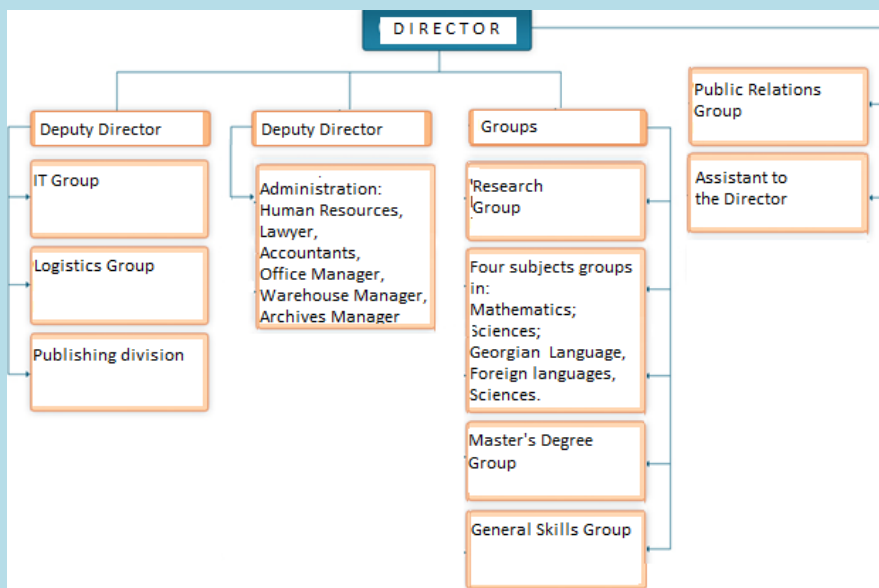 DIRECTOR
Deputy Director
IT Group
Logistics Group
Publishing division
Deputy Director
Administration:
Human Resources,
Lawyer,
Accountants,
Office Manager,
Warehouse Manager,
Archives Manager
Groups
Research
Group
Four subjects groups
in:
Mathematics;
Sciences;
Georgian Language,
Foreign languages,
Sciences.
Master's Degree
Group
General Skills Group
Public Relations
Group
Assistant to
the Director